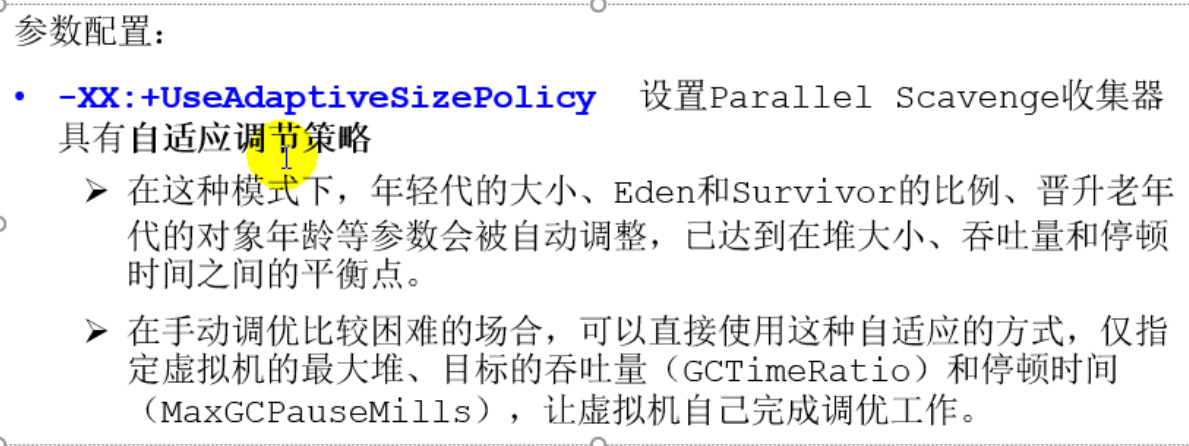 参数配置：
• -XX:+UseAdaptiveSizePolicy 设置Parallel Scavenge收集器
具有自适应调节策略
➢ 在这种模式下，年轻代的大小、Eden和Survivor的比例、晋升老年
代的对象年龄等参数会被自动调整，已达到在堆大小、吞吐量和停顿
时间之间的平衡点。
➢ 在手动调优比较困难的场合，可以直接使用这种自适应的方式，仅指
定虚拟机的最大堆、目标的吞吐量（GCTimeRatio）和停顿时间
（MaxGCPauseMills），让虚拟机自己完成调优工作。